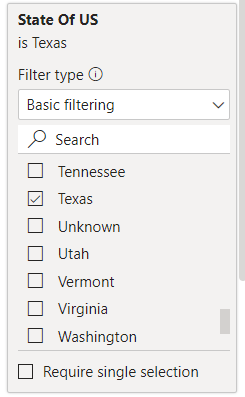 State Of US
is Texas
Filter type
Basic filtering
Search
Tennessee
Texas
Unknown
Utah
Vermont
Virginia
Washington
Require single selection